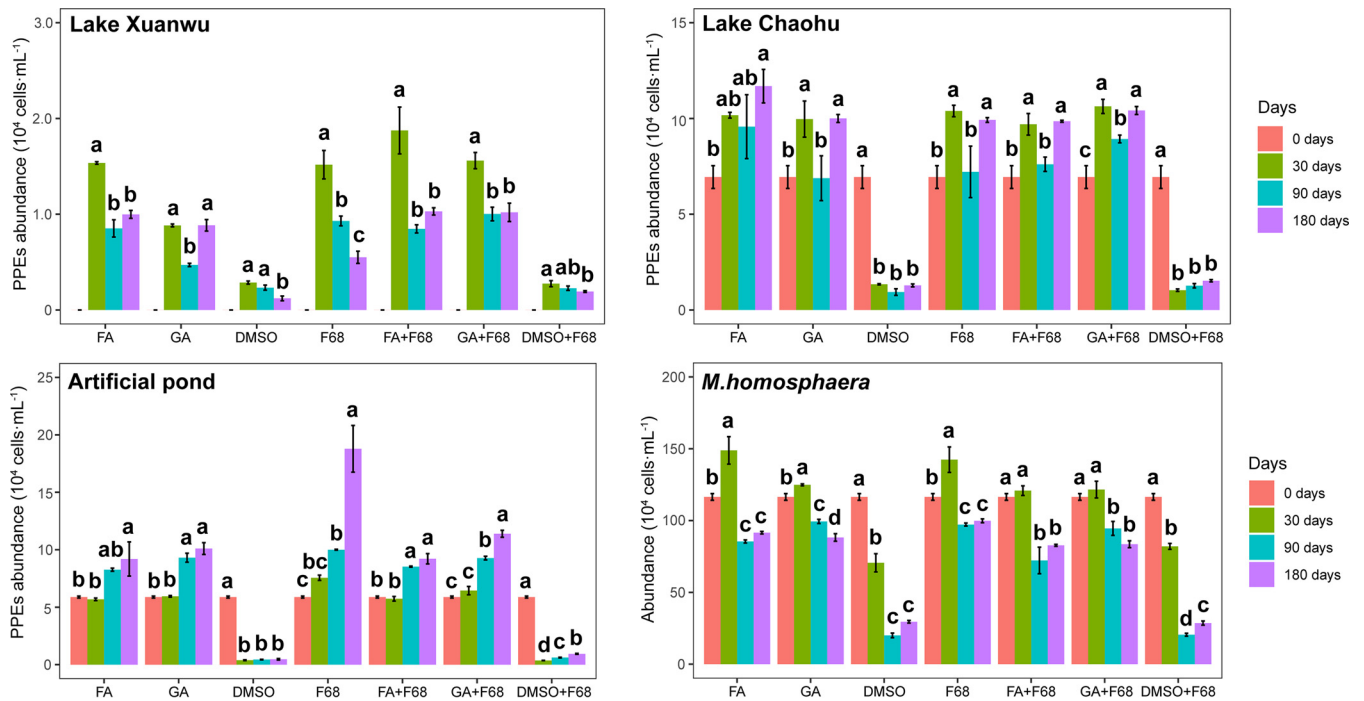 Lake Xuanwu
PPEs abundance (10⁴ cells·mL⁻¹)
3.0
2.0
1.0
0
a
b
b
a
b
a
a
a
b
a
b
c
a
b
b
a
b
b
a
ab
b
FA
GA
DMSO
F68
FA+F68
GA+F68
DMSO+F68
Lake Chaohu
PPEs abundance (10⁴ cells·mL⁻¹)
15
10
5
0
b
ab
ab
a
b
a
b
a
a
b
b
b
b
a
b
a
b
a
b
a
c
a
b
a
a
b
b
b
FA
GA
DMSO
F68
FA+F68
GA+F68
DMSO+F68
Days
0 days
30 days
90 days
180 days
Artificial pond
PPEs abundance (10⁴ cells·mL⁻¹)
25
20
15
10
5
0
b
b
ab
a
b
b
a
a
a
b
b
b
c
bc
b
a
b
b
a
a
c
c
b
a
a
d
c
b
FA
GA
DMSO
F68
FA+F68
GA+F68
DMSO+F68
M.homosphaera
Abundance (10⁴ cells·mL⁻¹)
200
150
100
50
0
b
a
c
c
b
a
c
d
a
b
c
c
b
a
c
c
a
a
b
b
a
a
b
b
a
b
d
c
FA
GA
DMSO
F68
FA+F68
GA+F68
DMSO+F68
Days
0 days
30 days
90 days
180 days